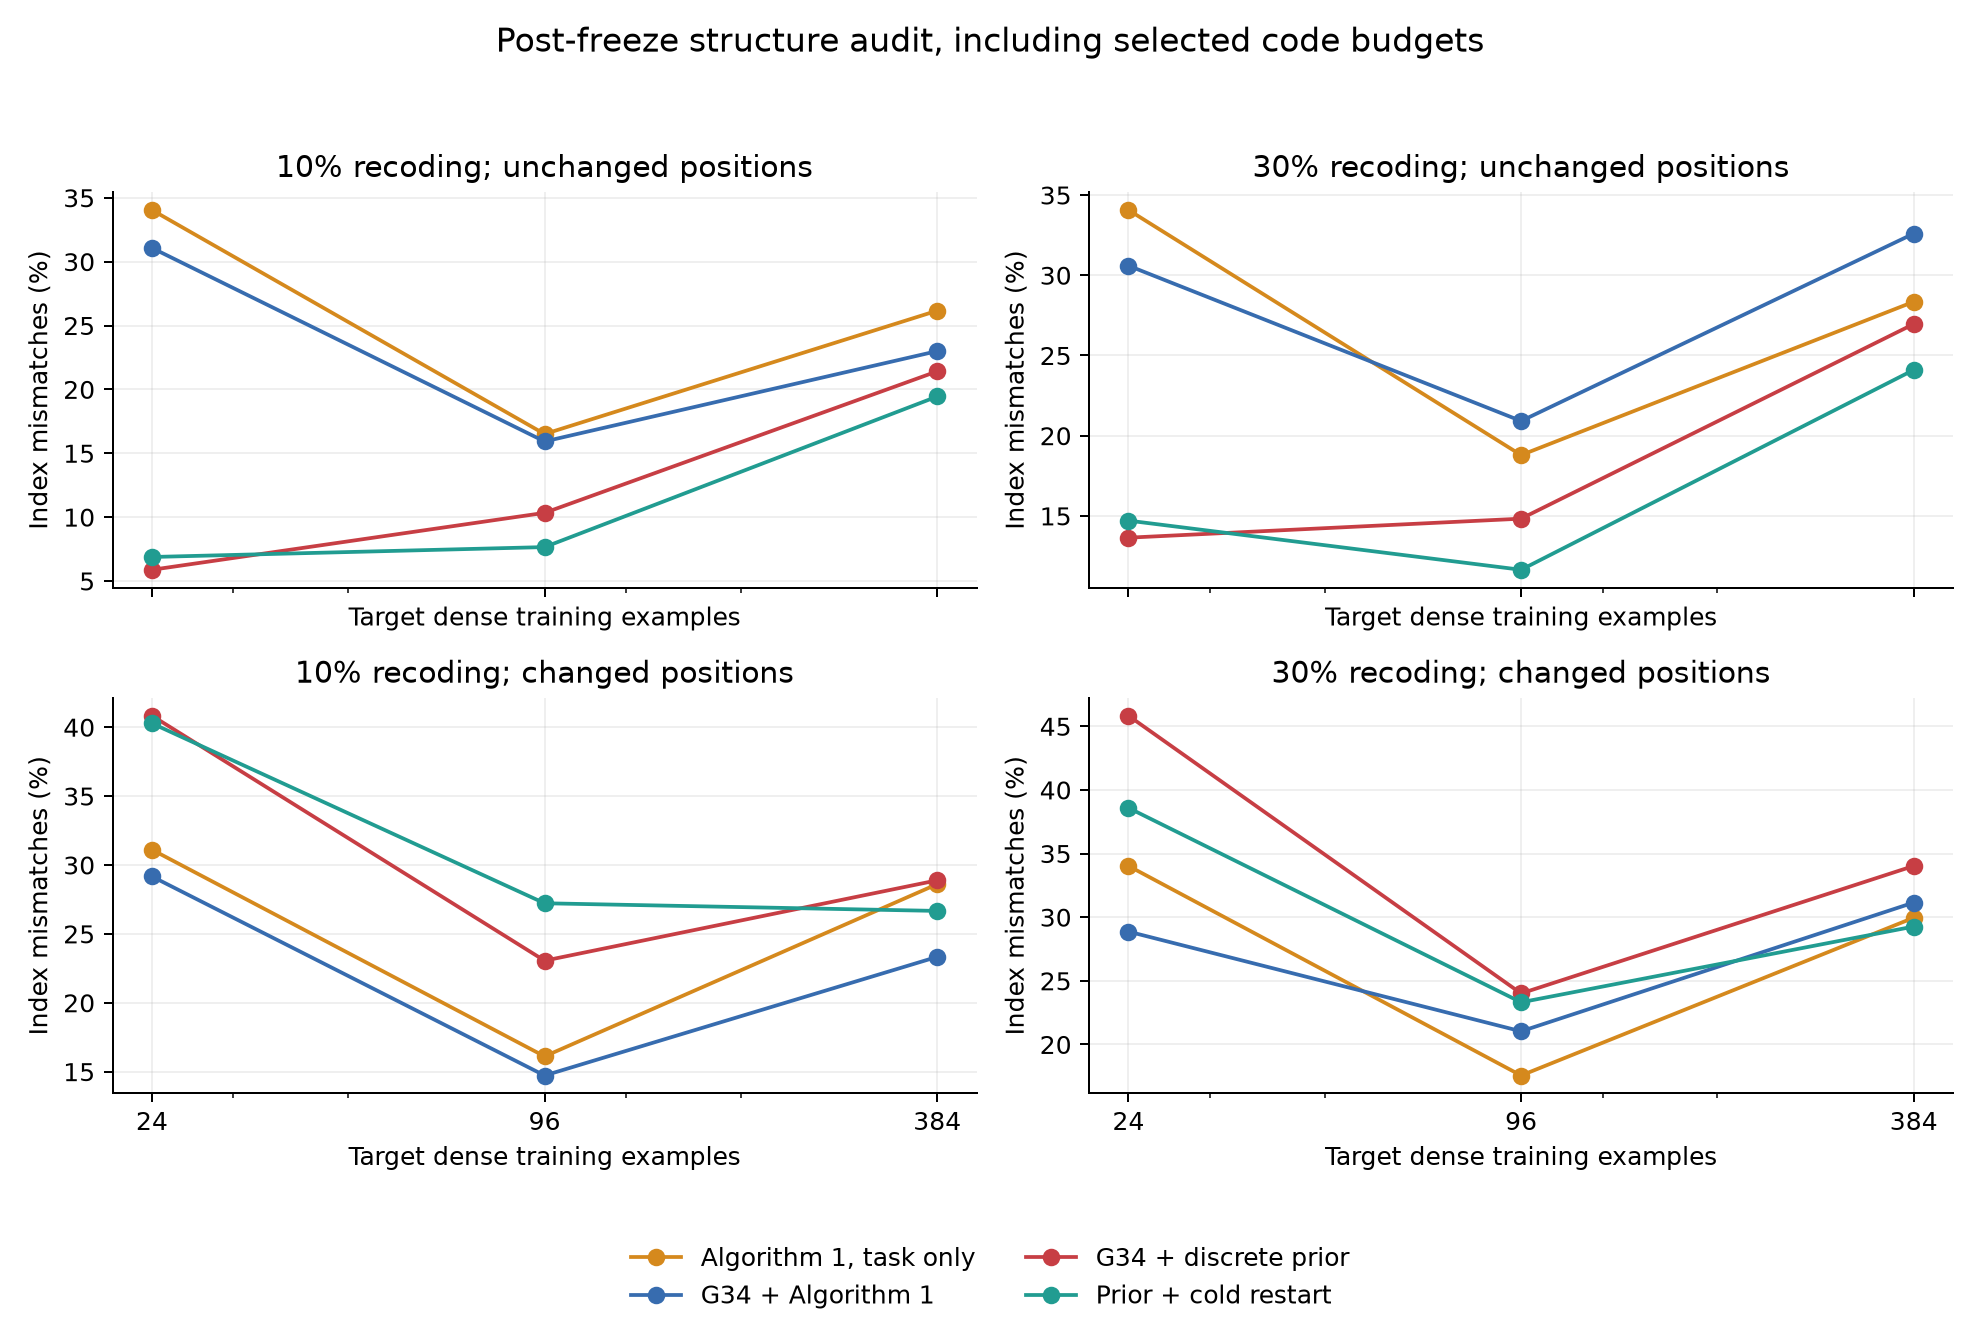 Post-freeze structure audit, including selected code budgets
10% recoding; unchanged positions
Index mismatches (%)
35
30
25
20
15
10
5
Target dense training examples
30% recoding; unchanged positions
Index mismatches (%)
35
30
25
20
15
Target dense training examples
10% recoding; changed positions
Index mismatches (%)
40
35
30
25
20
15
24 96 384
Target dense training examples
30% recoding; changed positions
Index mismatches (%)
45
40
35
30
25
20
24 96 384
Target dense training examples
Algorithm 1, task only
G34 + Algorithm 1
G34 + discrete prior
Prior + cold restart